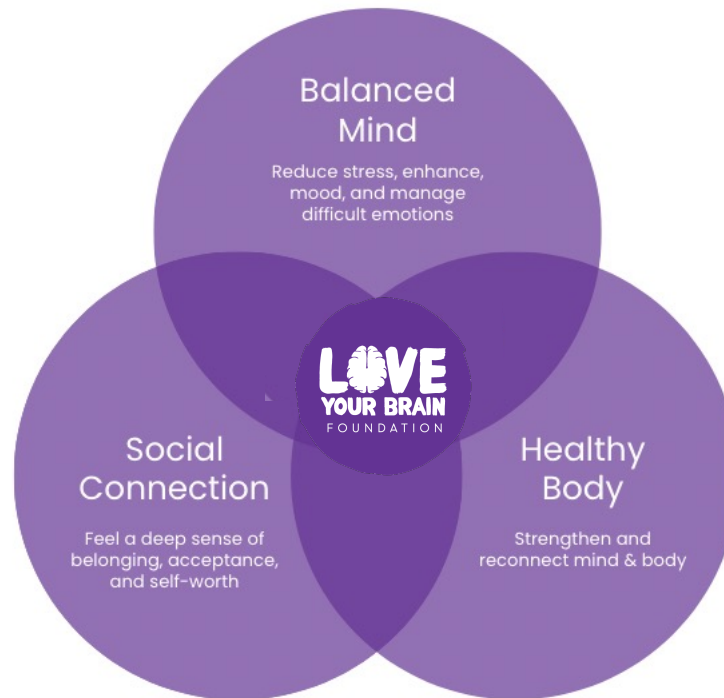 Balanced
Mind
Reduce stress, enhance,
mood, and manage
difficult emotions
LOVE
YOUR BRAIN
FOUNDATION
Social
Connection
Feel a deep sense of
belonging, acceptance,
and self-worth
Healthy
Body
Strengthen and
reconnect mind & body